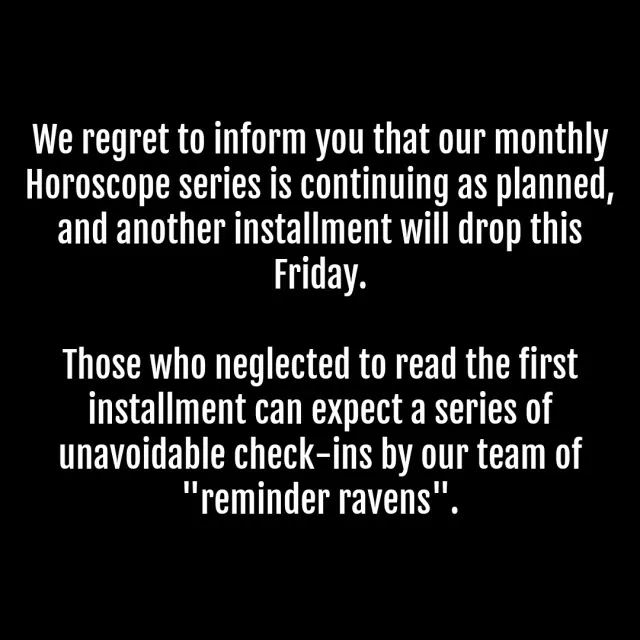 We regret to inform you that our monthly
Horoscope series is continuing as planned,
and another installment will drop this
Friday.
Those who neglected to read the first
installment can expect a series of
unavoidable check-ins by our team of
"reminder ravens".